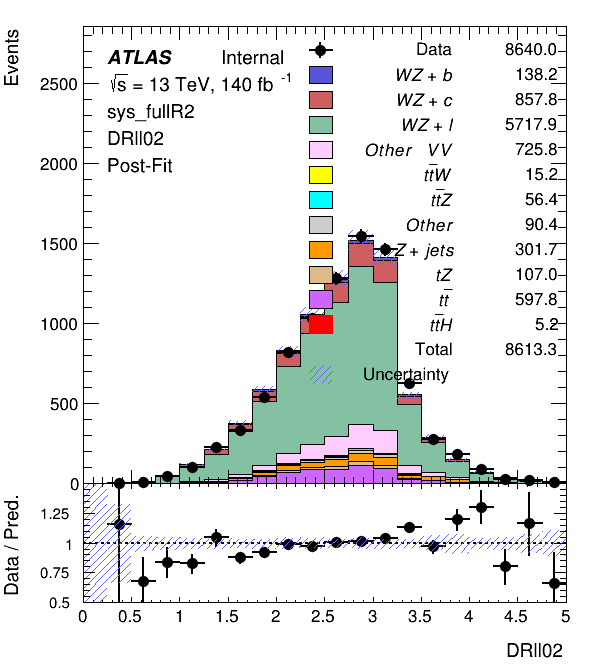 Events
2500
2000
1500
1000
500
0
ATLAS Internal
√s = 13 TeV, 140 fb -1
sys_fullR2
DRll02
Post-Fit
Data 8640.0
WZ + b 138.2
WZ + c 857.8
WZ + l 5717.9
Other VV 725.8
tt̅W 15.2
tt̅Z 56.4
Other 90.4
Z + jets 301.7
tZ 107.0
tt̅ 597.8
tt̅H 5.2
Total 8613.3
Uncertainty
Data / Pred.
1.25
1
0.75
0.5
0 0.5 1 1.5 2 2.5 3 3.5 4 4.5 5
DRll02